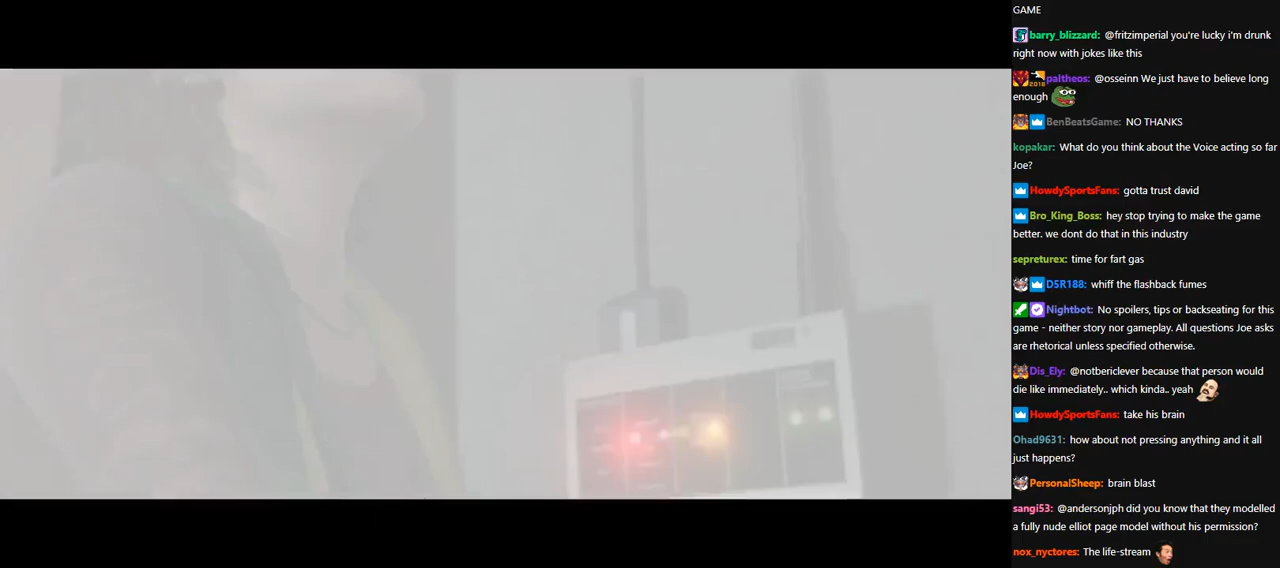 GAME
barry_blizzard: @fritzimperial you're lucky i'm drunk
right now with jokes like this
2018 paltheos: @osseinn We just have to believe long
enough
BenBeatsGame: NO THANKS
kopakar: What do you think about the Voice acting so far
Joe?
HowdySportsFans: gotta trust david
Bro_King_Boss: hey stop trying to make the game
better. we dont do that in this industry
sepreturex: time for fart gas
D5R188: whiff the flashback fumes
Nightbot: No spoilers, tips or backseating for this
game - neither story nor gameplay. All questions Joe asks
are rhetorical unless specified otherwise.
Dis_Ely: @notbericlever because that person would
die like immediately.. which kinda.. yeah
HowdySportsFans: take his brain
Ohad9631: how about not pressing anything and it all
just happens?
PersonalSheep: brain blast
sangi53: @andersonjph did you know that they modelled
a fully nude elliot page model without his permission?
nox_nyctores: The life-stream